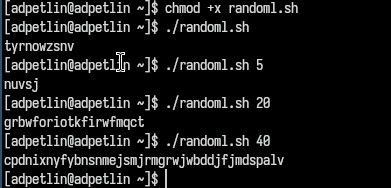 [adpetlin@adpetlin ~]$ chmod +x randoml.sh
[adpetlin@adpetlin ~]$ ./randoml.sh
tyrnowzsnv
[adpetlin@adpetlin ~]$ ./randoml.sh 5
nuvsj
[adpetlin@adpetlin ~]$ ./randoml.sh 20
grbwforiotkfirwfmqct
[adpetlin@adpetlin ~]$ ./randoml.sh 40
cpdnixnyfybnsnmejsmjrmgrwjwbddjfjmdspalv
[adpetlin@adpetlin ~]$